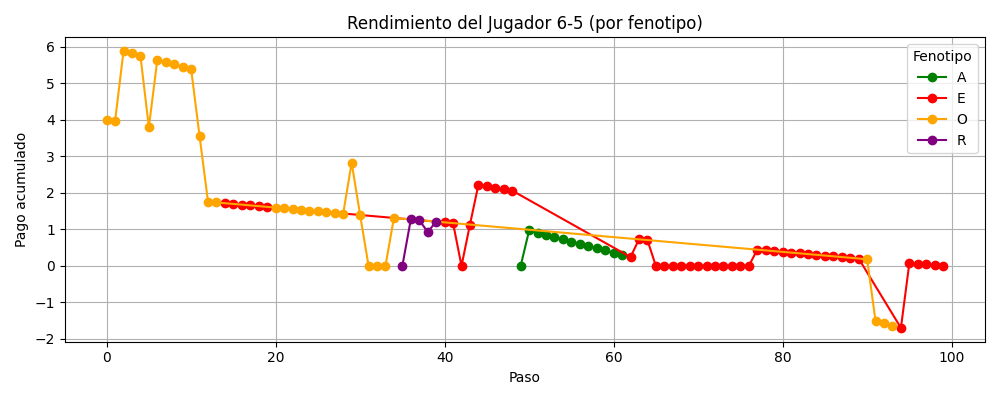 Rendimiento del Jugador 6-5 (por fenotipo)
Pago acumulado
6
5
4
3
2
1
0
−1
−2
Fenotipo
A
E
O
R
0 20 40 60 80 100
Paso